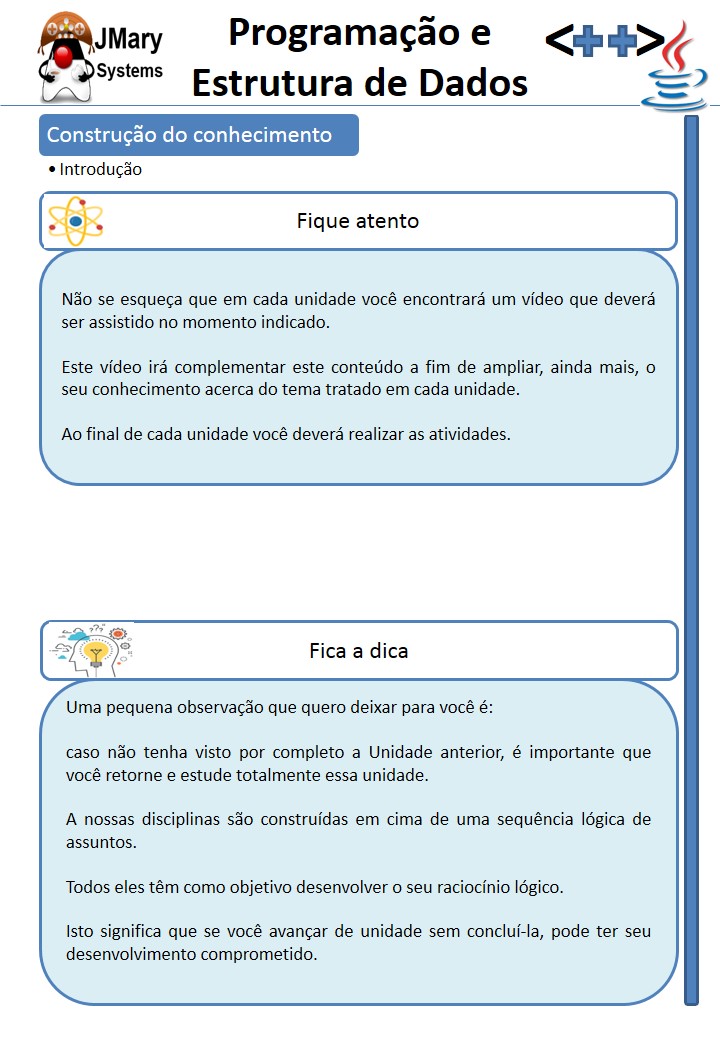 JMary
Systems
Programação e
Estrutura de Dados
<++>
Construção do conhecimento
• Introdução
Fique atento
Não se esqueça que em cada unidade você encontrará um vídeo que deverá
ser assistido no momento indicado.
Este vídeo irá complementar este conteúdo a fim de ampliar, ainda mais, o
seu conhecimento acerca do tema tratado em cada unidade.
Ao final de cada unidade você deverá realizar as atividades.
???
Fica a dica
Uma pequena observação que quero deixar para você é:
caso não tenha visto por completo a Unidade anterior, é importante que
você retorne e estude totalmente essa unidade.
A nossas disciplinas são construídas em cima de uma sequência lógica de
assuntos.
Todos eles têm como objetivo desenvolver o seu raciocínio lógico.
Isto significa que se você avançar de unidade sem concluí-la, pode ter seu
desenvolvimento comprometido.